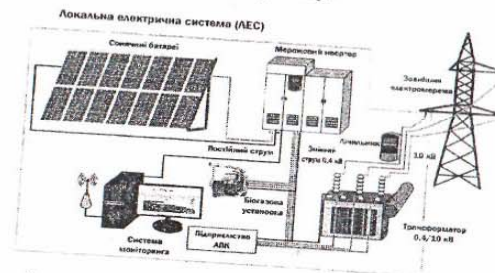 Локальна електрична система (ЛЕС)
Сонячні батареї
Мережевий інвертор
Зовнішня
електромережа
Лічильник
Постійний струм
Змінний
струм 0,4 кВ
10 кВ
Біогазова
установка
Система
моніторинга
Підприємство
АПК
Трансформатор
0,4/10 кВ